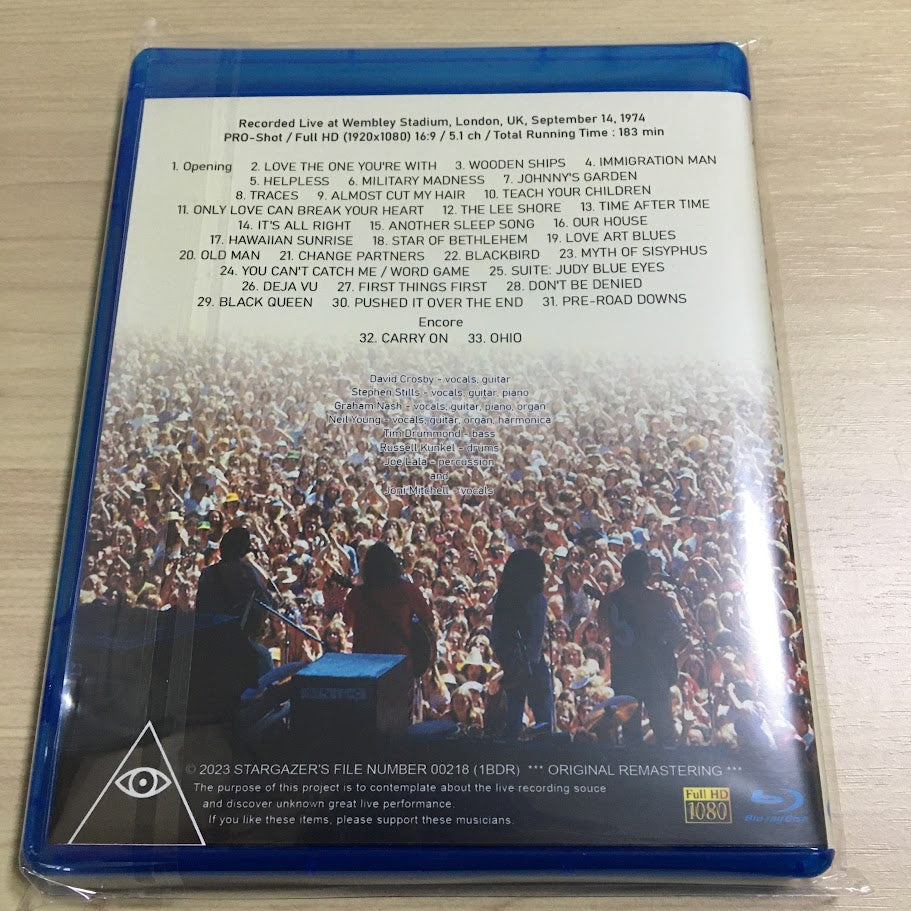 Recorded Live at Wembley Stadium, London, UK, September 14, 1974
PRO-Shot / Full HD (1920x1080) 16:9 / 5.1 ch / Total Running Time : 183 min
1. Opening 2. LOVE THE ONE YOU'RE WITH 3. WOODEN SHIPS 4. IMMIGRATION MAN
5. HELPLESS 6. MILITARY MADNESS 7. JOHNNY'S GARDEN
8. TRACES 9. ALMOST CUT MY HAIR 10. TEACH YOUR CHILDREN
11. ONLY LOVE CAN BREAK YOUR HEART 12. THE LEE SHORE 13. TIME AFTER TIME
14. IT'S ALL RIGHT 15. ANOTHER SLEEP SONG 16. OUR HOUSE
17. HAWAIIAN SUNRISE 18. STAR OF BETHLEHEM 19. LOVE ART BLUES
20. OLD MAN 21. CHANGE PARTNERS 22. BLACKBIRD 23. MYTH OF SISYPHUS
24. YOU CAN'T CATCH ME / WORD GAME 25. SUITE: JUDY BLUE EYES
26. DEJA VU 27. FIRST THINGS FIRST 28. DON'T BE DENIED
29. BLACK QUEEN 30. PUSHED IT OVER THE END 31. PRE-ROAD DOWNS
Encore
32. CARRY ON 33. OHIO
David Crosby - vocals, guitar
Stephen Stills - vocals, guitar, piano
Graham Nash - vocals, guitar, piano, organ
Neil Young - vocals, guitar, organ, harmonica
Tim Drummond - bass
Russell Kunkel - drums
Joe Lala - percussion
and
Joni Mitchell - vocals
© 2023 STARGAZER'S FILE NUMBER 00218 (1BDR) *** ORIGINAL REMASTERING ***
The purpose of this project is to contemplate about the live recording souce
and discover unknown great live performance.
If you like these items, please support these musicians.
Full HD
1080
Blu-ray Disc